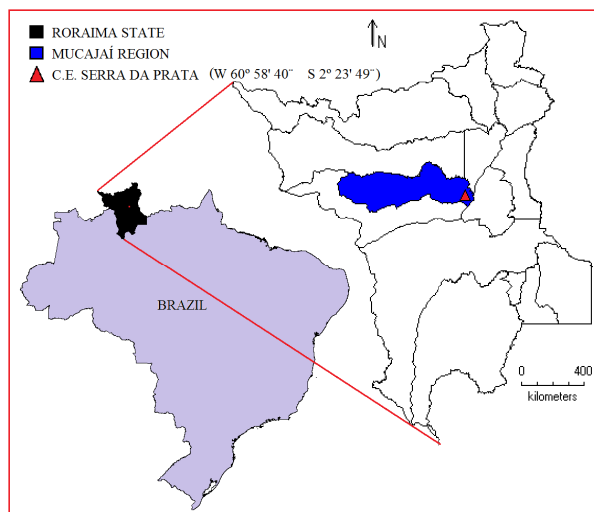 RORAIMA STATE
MUCAJAÍ REGION
C.E. SERRA DA PRATA (W 60º 58' 40¨ S 2º 23' 49¨)
N
BRAZIL
0 400
kilometers